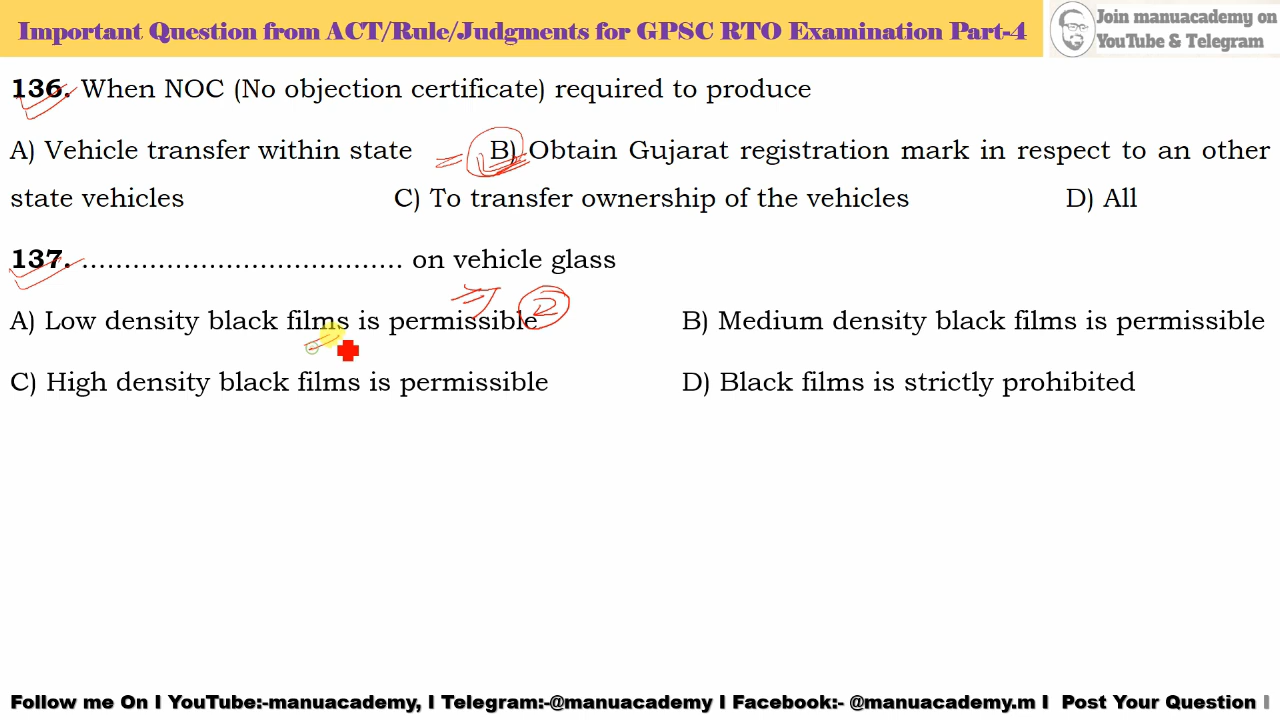 Important Question from ACT/Rule/Judgments for GPSC RTO Examination Part-4
Join manuacademy on
YouTube & Telegram
136. When NOC (No objection certificate) required to produce
A) Vehicle transfer within state B) Obtain Gujarat registration mark in respect to an other
state vehicles C) To transfer ownership of the vehicles D) All
137. ...................................... on vehicle glass
D
A) Low density black films is permissible B) Medium density black films is permissible
C) High density black films is permissible D) Black films is strictly prohibited
Follow me On I YouTube:-manuacademy, I Telegram:-@manuacademy I Facebook:- @manuacademy.m I Post Your Question I